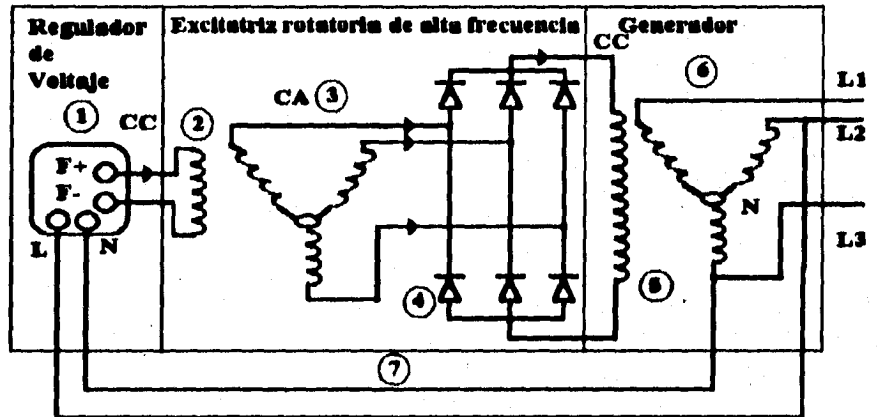 Regulador
de
Voltaje
Excitatriz rotatoria de alta frecuencia
Generador
1
CC
2
CA 3
CC
6
L1
L2
F+
F-
L
N
N
L3
4
5
7